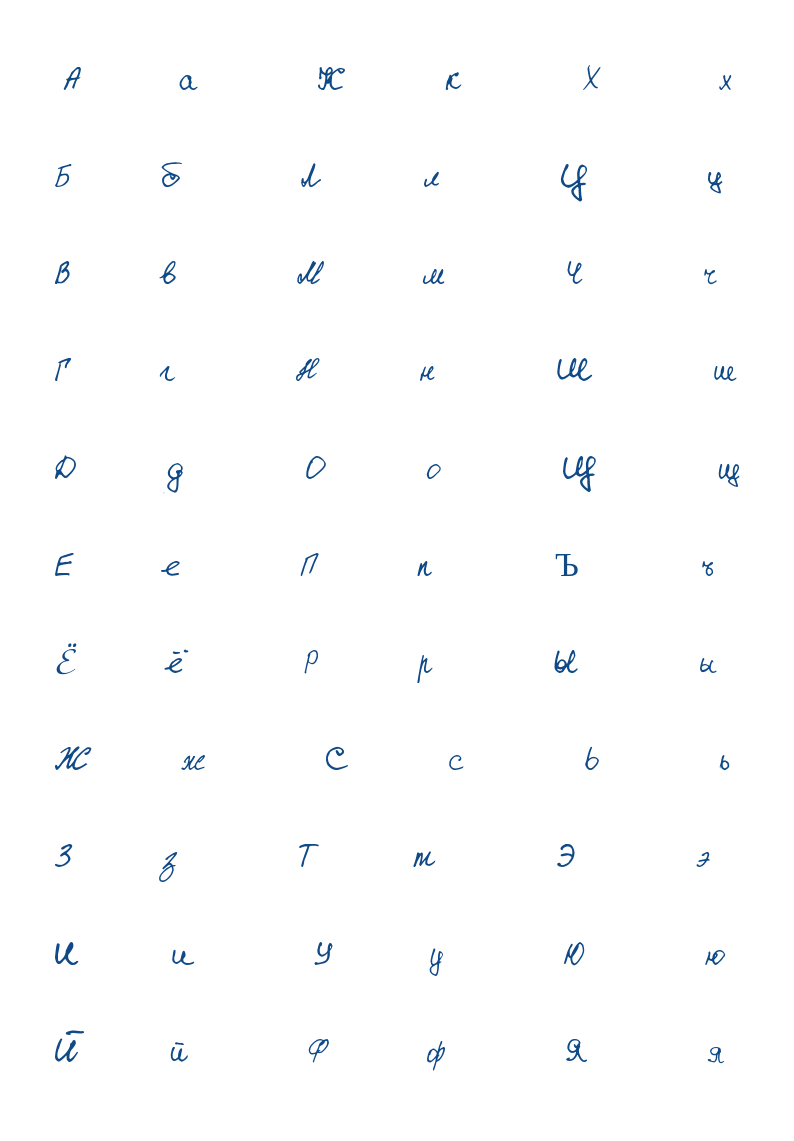 А а К к Х х
Б б Л л Ц ц
В в М м Ч ч
Г г Н н Ш ш
Д д О о Щ щ
Е е П п Ъ ъ
Ё ё Р р Ы ы
Ж ж С с Ь ь
З з Т т Э э
И и У у Ю ю
Й й Ф ф Я я